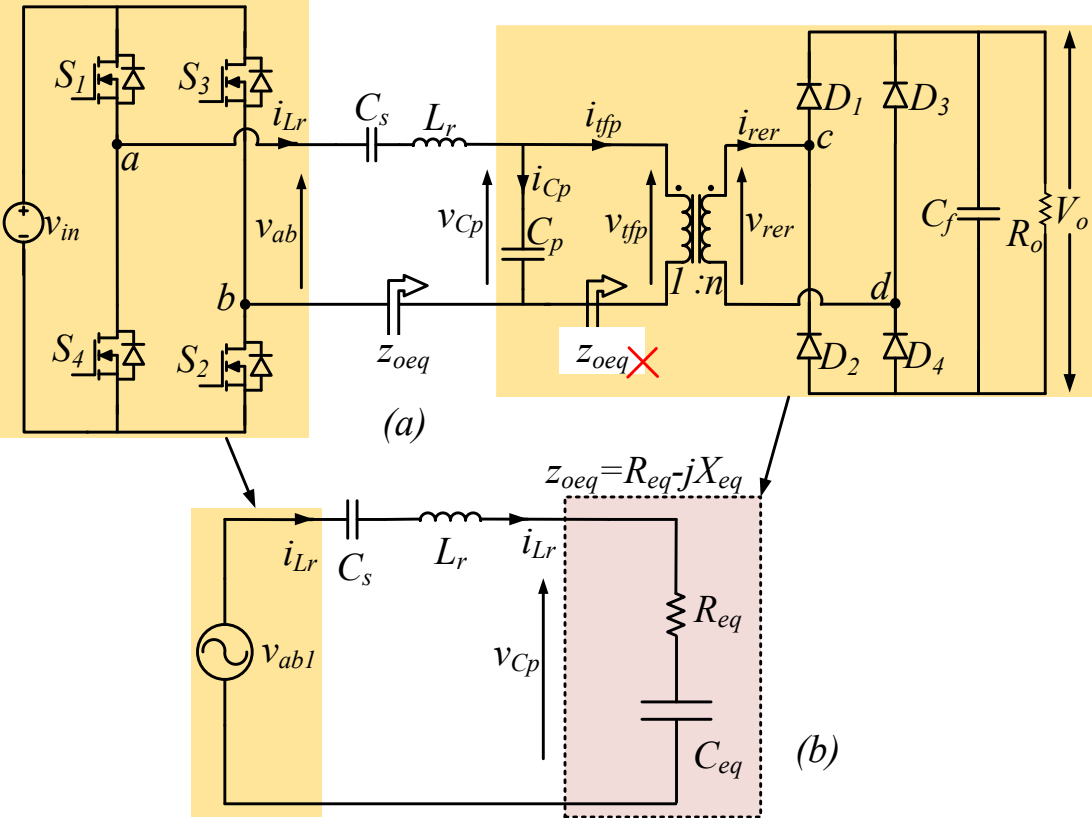 S1 S3
iLr Cs Lr itfp irer D1 D3
a c
vin vab vCp iCp Cp vtfp vrer Cf Ro Vo
b 1 :n d
S4 S2 zoeq zoeq D2 D4
(a)
zoeq=Req-jXeq
iLr Cs Lr iLr
vab1 vCp Req
Ceq
(b)